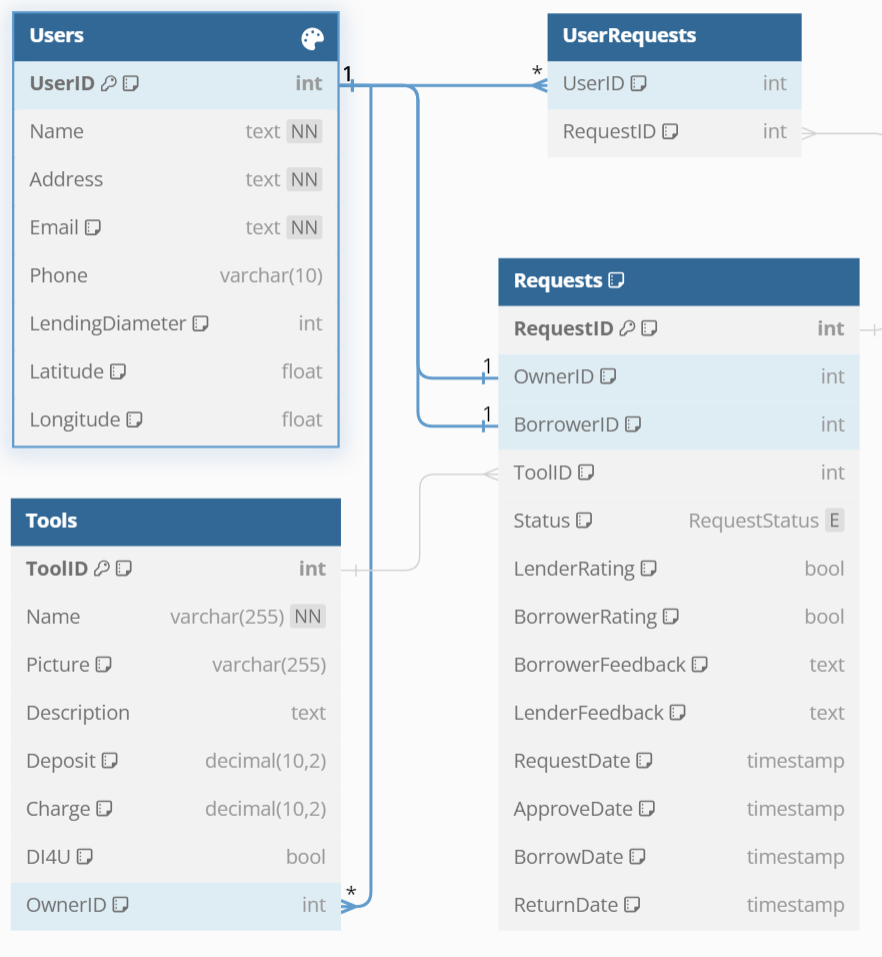 Users
UserID int
Name text NN
Address text NN
Email text NN
Phone varchar(10)
LendingDiameter int
Latitude float
Longitude float
1
*
UserRequests
UserID int
RequestID int
Requests
RequestID int
1
OwnerID int
1
BorrowerID int
ToolID int
Status RequestStatus E
LenderRating bool
BorrowerRating bool
BorrowerFeedback text
LenderFeedback text
RequestDate timestamp
ApproveDate timestamp
BorrowDate timestamp
ReturnDate timestamp
Tools
ToolID int
Name varchar(255) NN
Picture varchar(255)
Description text
Deposit decimal(10,2)
Charge decimal(10,2)
DI4U bool
OwnerID int
*